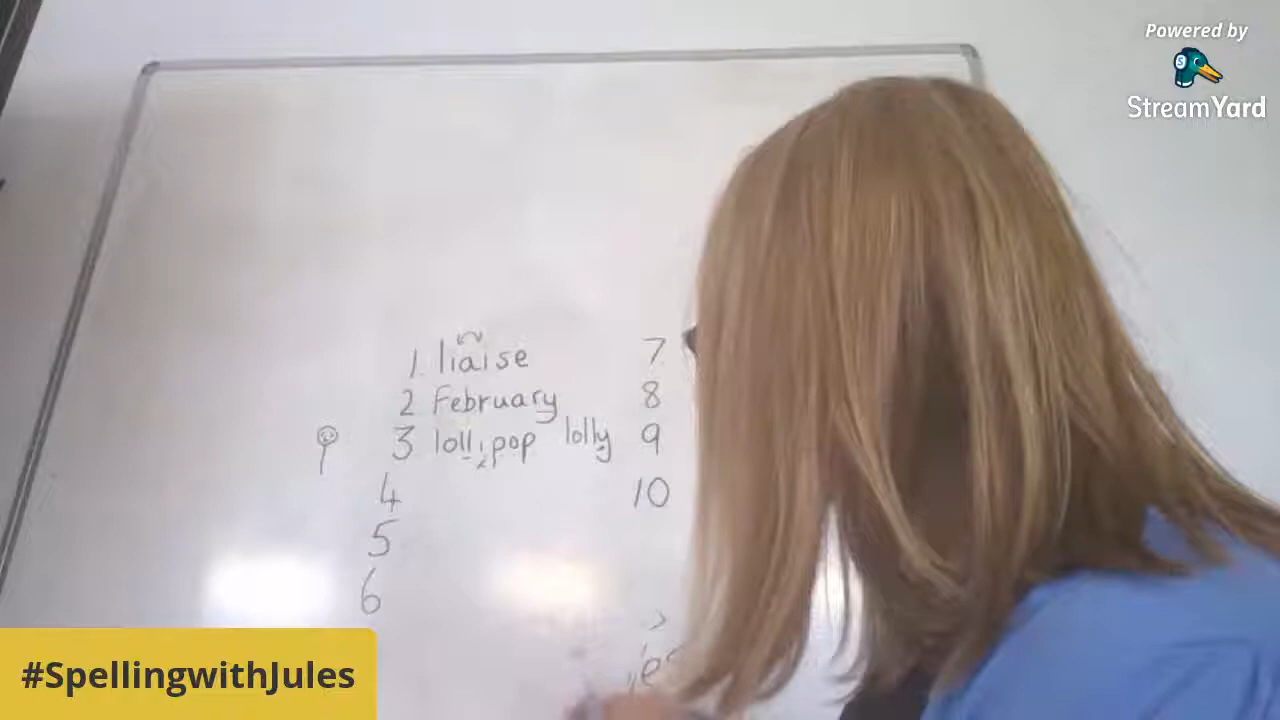 Powered by
StreamYard
1. liaise
2 February
3 lollipop lolly
4
5
6
7
8
9
10
#SpellingwithJules